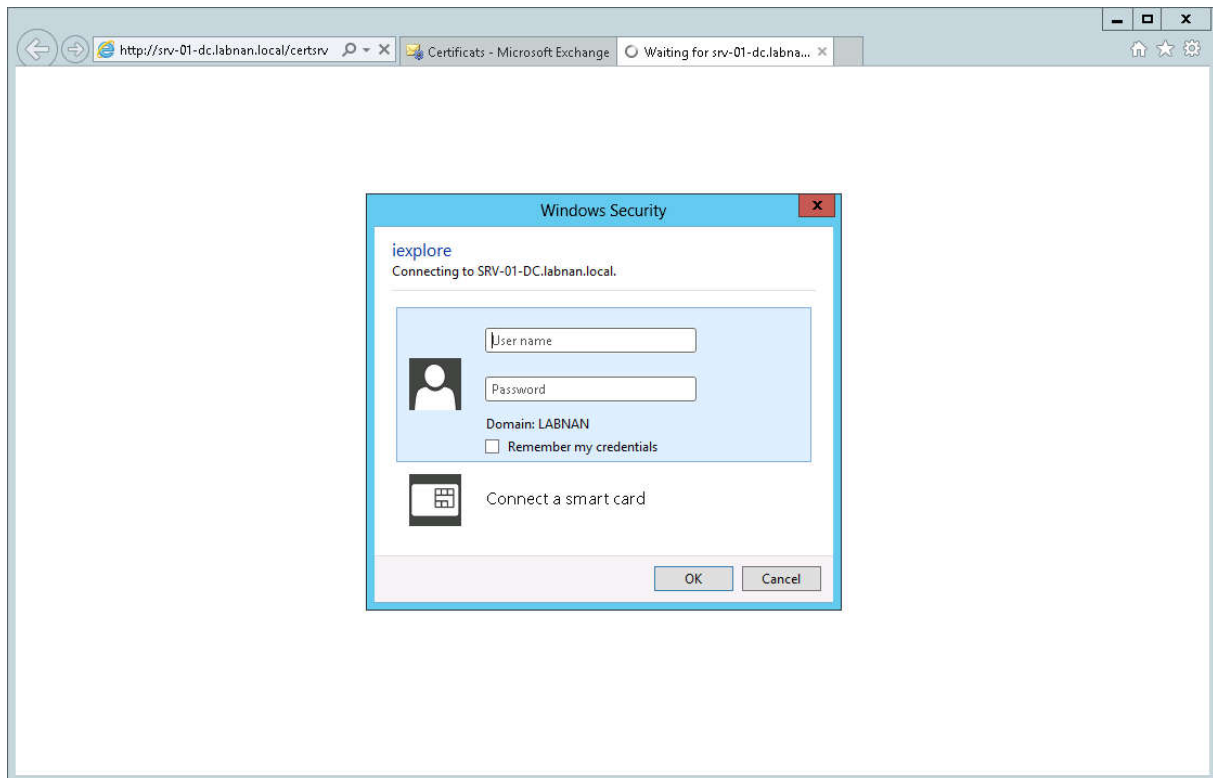 http://srv-01-dc.labnan.local/certsrv
Certificats - Microsoft Exchange
Waiting for srv-01-dc.labna...
Windows Security
iexplore
Connecting to SRV-01-DC.labnan.local.
User name
Password
Domain: LABNAN
Remember my credentials
Connect a smart card
OK
Cancel